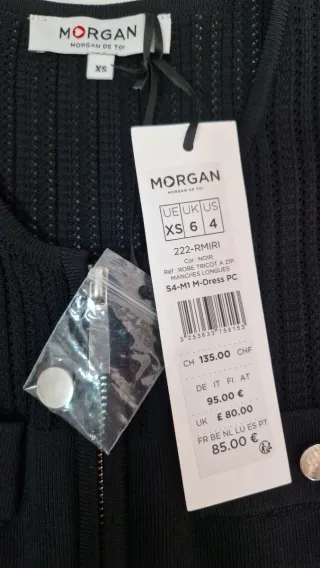 MORGAN
MORGAN DE TOI
XS
MORGAN
MORGAN DE TOI
UE UK US
XS 6 4
222-RMIRI
Col : NOIR
Réf : ROBE TRICOT A ZIP
MANCHES LONGUES
S4-M1 M-Dress PC
CH 135.00 CHF
DE IT FI AT
95.00 €
UK £ 80.00
FR BE NL LU ES PT
85.00 €